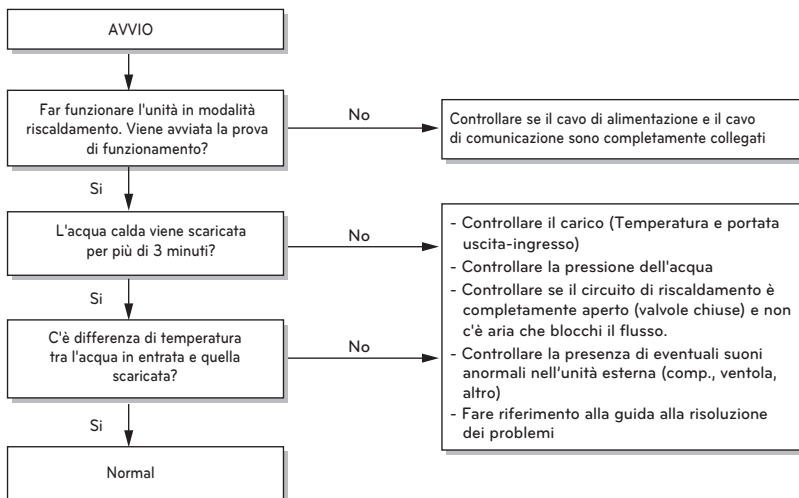 AVVIO
Far funzionare l'unità in modalità
riscaldamento. Viene avviata la prova
di funzionamento?
No
Controllare se il cavo di alimentazione e il cavo
di comunicazione sono completamente collegati
Si
L'acqua calda viene scaricata
per più di 3 minuti?
No
- Controllare il carico (Temperatura e portata
uscita-ingresso)
- Controllare la pressione dell'acqua
- Controllare se il circuito di riscaldamento è
completamente aperto (valvole chiuse) e non
c'è aria che blocchi il flusso.
- Controllare la presenza di eventuali suoni
anormali nell'unità esterna (comp., ventola,
altro)
- Fare riferimento alla guida alla risoluzione
dei problemi
Si
C'è differenza di temperatura
tra l'acqua in entrata e quella
scaricata?
No
Si
Normal